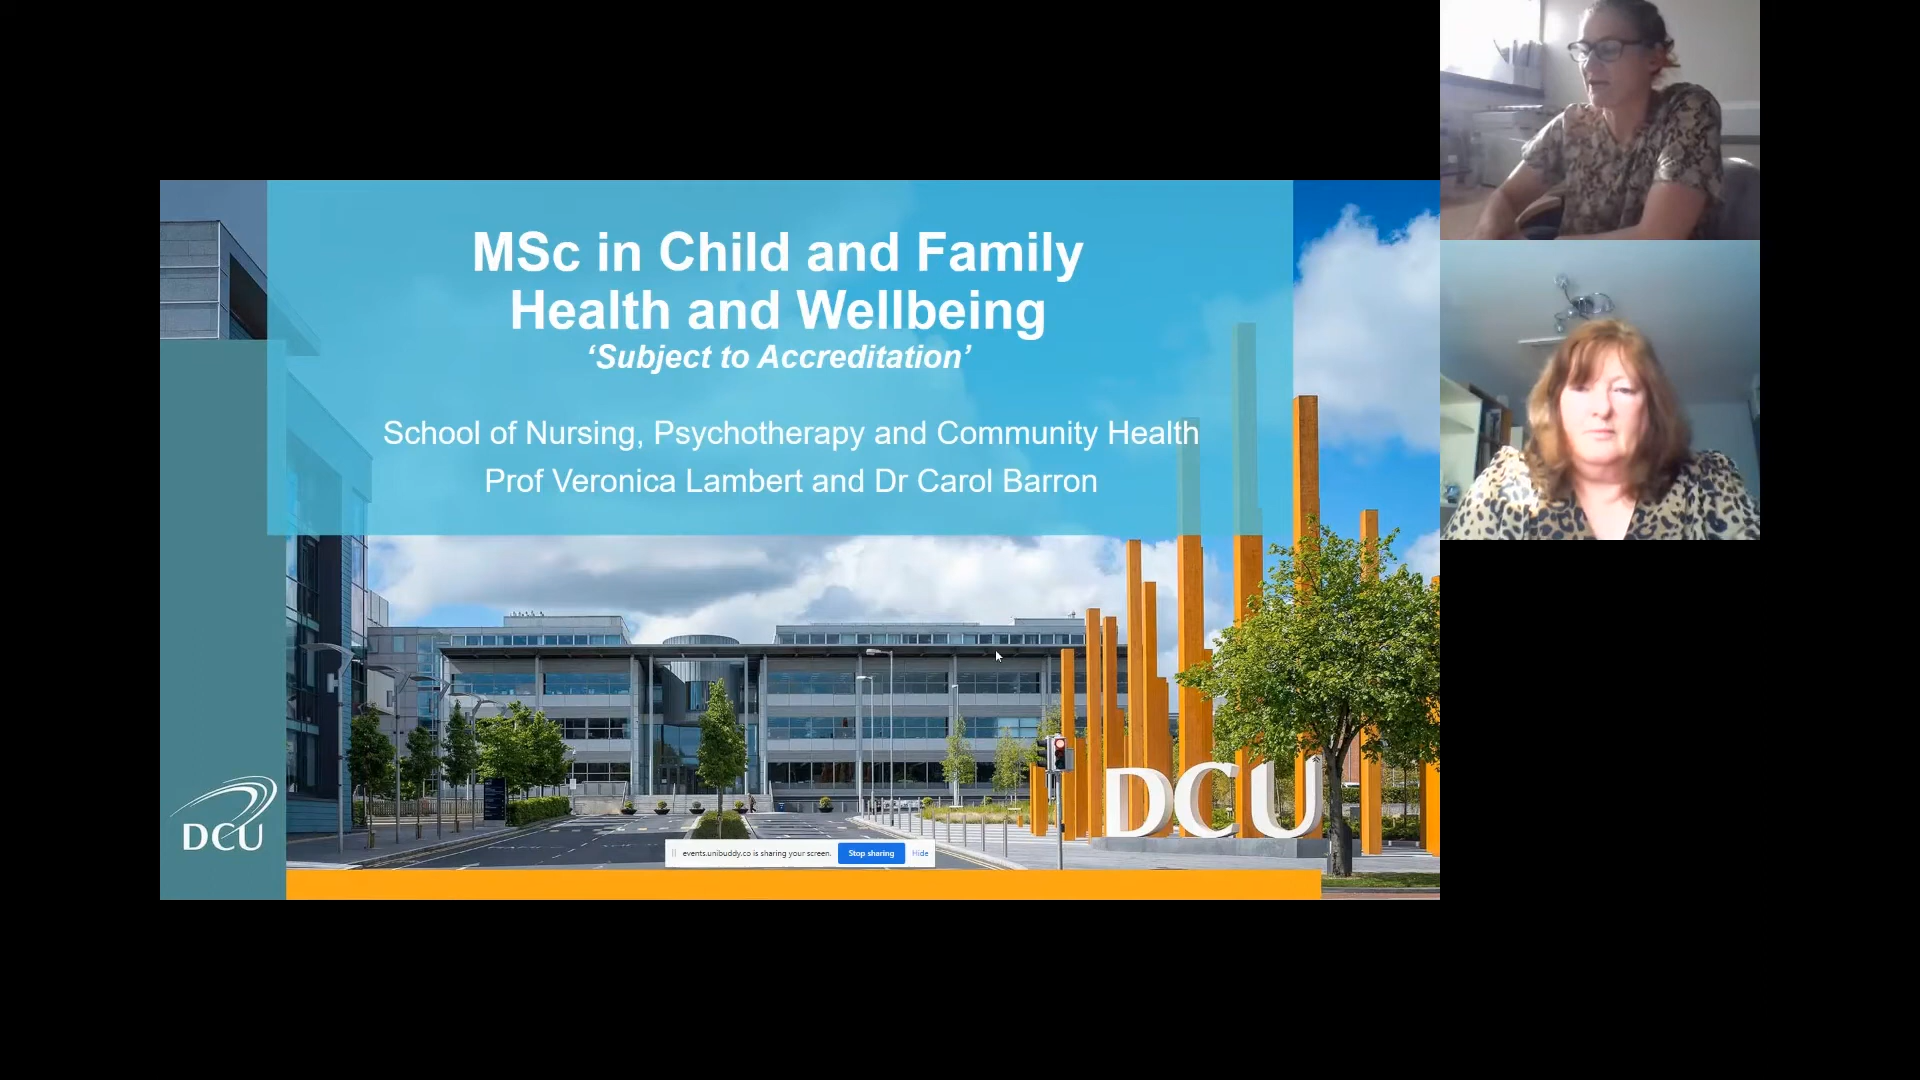 MSc in Child and Family
Health and Wellbeing
‘Subject to Accreditation’
School of Nursing, Psychotherapy and Community Health
Prof Veronica Lambert and Dr Carol Barron
DCU
DCU
events.unibuddy.co is sharing your screen.
Stop sharing
Hide